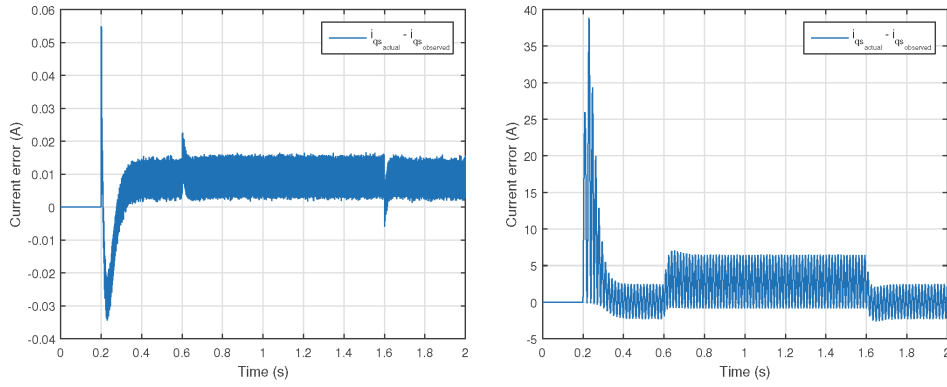 0.06
0.05
0.04
0.03
0.02
0.01
0
-0.01
-0.02
-0.03
-0.04
Current error (A)
0 0.2 0.4 0.6 0.8 1 1.2 1.4 1.6 1.8 2
Time (s)
i_qs_actual - i_qs_observed
40
35
30
25
20
15
10
5
0
-5
Current error (A)
0 0.2 0.4 0.6 0.8 1 1.2 1.4 1.6 1.8 2
Time (s)
i_qs_actual - i_qs_observed